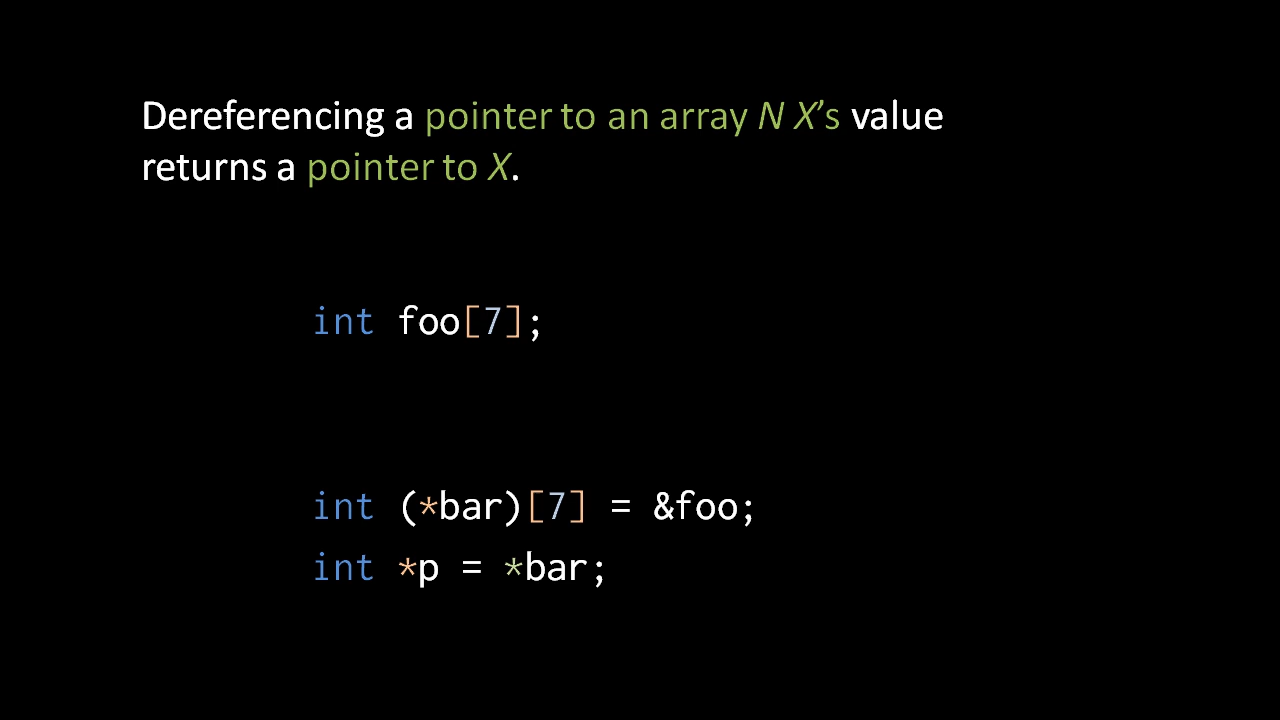 Dereferencing a pointer to an array N X’s value
returns a pointer to X.
int foo[7];
int (*bar)[7] = &foo;
int *p = *bar;